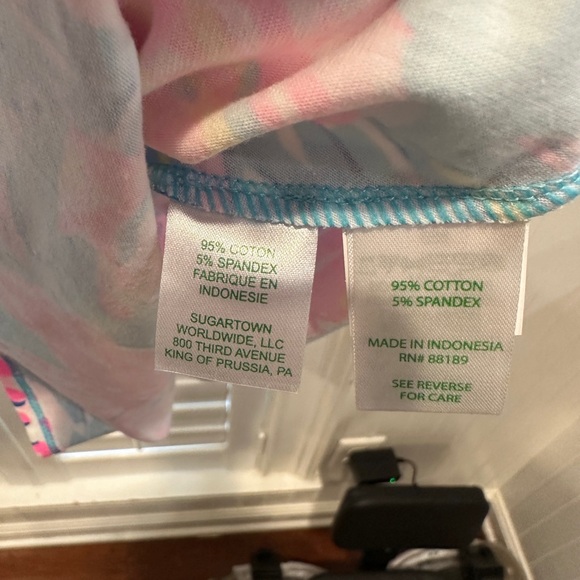 95% COTON
5% SPANDEX
FABRIQUE EN
INDONESIE
SUGARTOWN
WORLDWIDE, LLC
800 THIRD AVENUE
KING OF PRUSSIA, PA
95% COTTON
5% SPANDEX
MADE IN INDONESIA
RN# 88189
SEE REVERSE
FOR CARE